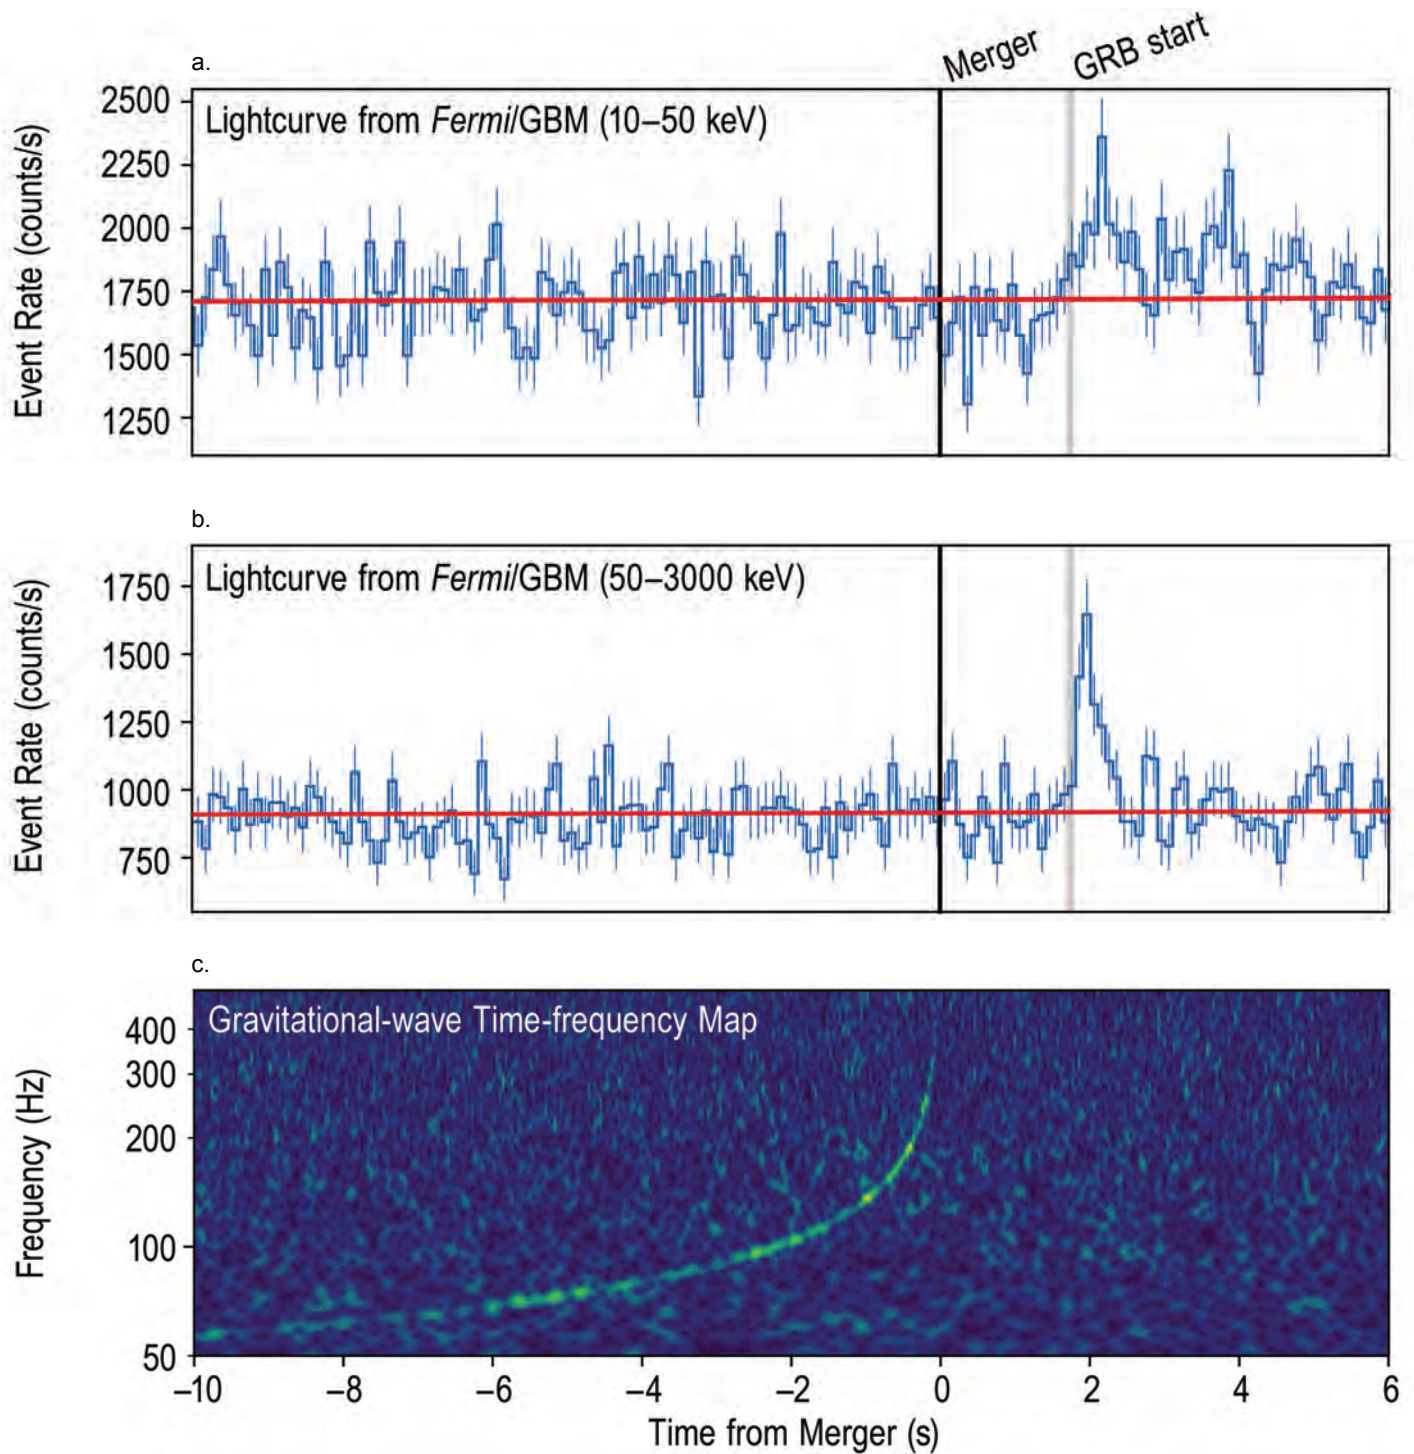 Merger
GRB start
a.
Lightcurve from Fermi/GBM (10–50 keV)
Event Rate (counts/s)
2500
2250
2000
1750
1500
1250
b.
Lightcurve from Fermi/GBM (50–3000 keV)
Event Rate (counts/s)
1750
1500
1250
1000
750
c.
Gravitational-wave Time-frequency Map
Frequency (Hz)
400
300
200
100
50
–10 –8 –6 –4 –2 0 2 4 6
Time from Merger (s)